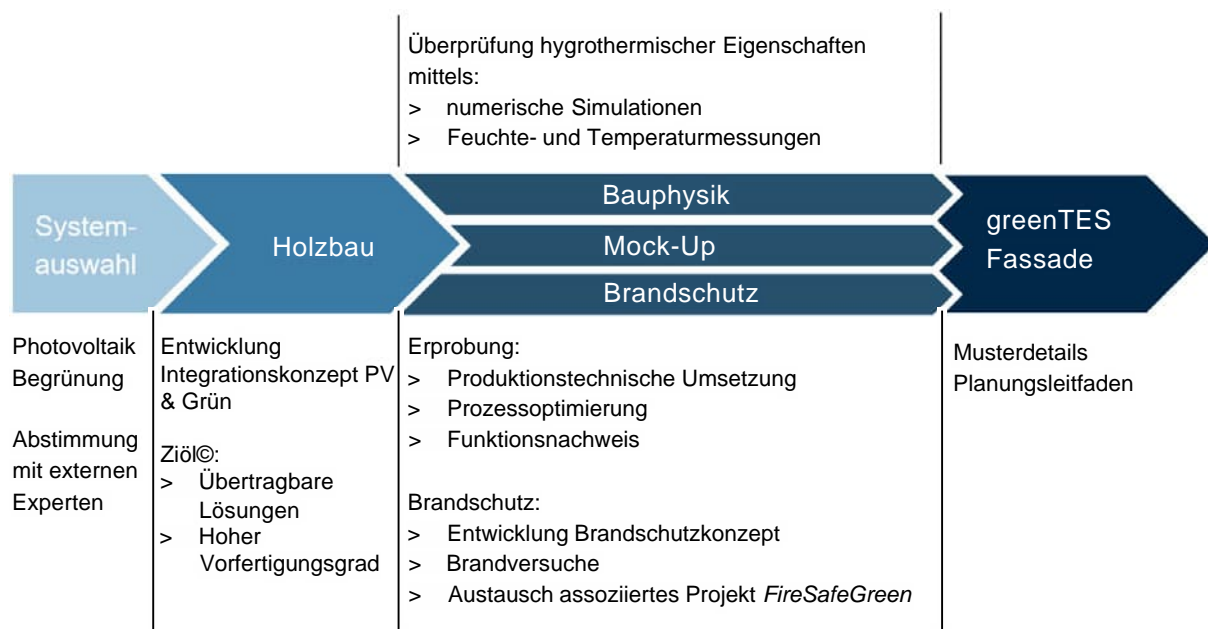 Überprüfung hygrothermischer Eigenschaften
mittels:
> numerische Simulationen
> Feuchte- und Temperaturmessungen
System-
auswahl
Holzbau
Bauphysik
Mock-Up
Brandschutz
greenTES
Fassade
Photovoltaik
Begrünung
Abstimmung
mit externen
Experten
Entwicklung
Integrationskonzept PV
& Grün
Ziöl©:
> Übertragbare
Lösungen
> Hoher
Vorfertigungsgrad
Erprobung:
> Produktionstechnische Umsetzung
> Prozessoptimierung
> Funktionsnachweis
Brandschutz:
> Entwicklung Brandschutzkonzept
> Brandversuche
> Austausch assoziiertes Projekt FireSafeGreen
Musterdetails
Planungsleitfaden